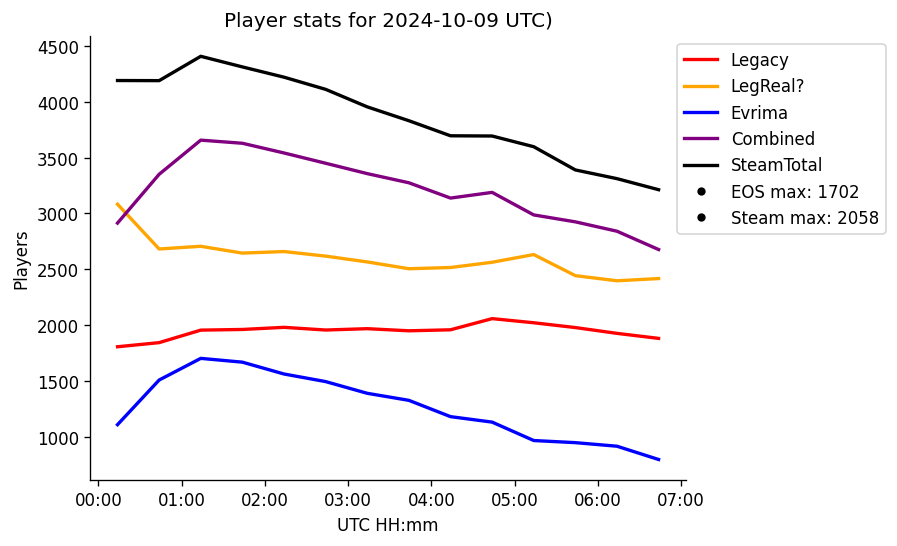 Player stats for 2024-10-09 UTC)
4500
4000
3500
3000
2500
2000
1500
1000
Players
00:00 01:00 02:00 03:00 04:00 05:00 06:00 07:00
UTC HH:mm
Legacy
LegReal?
Evrima
Combined
SteamTotal
EOS max: 1702
Steam max: 2058